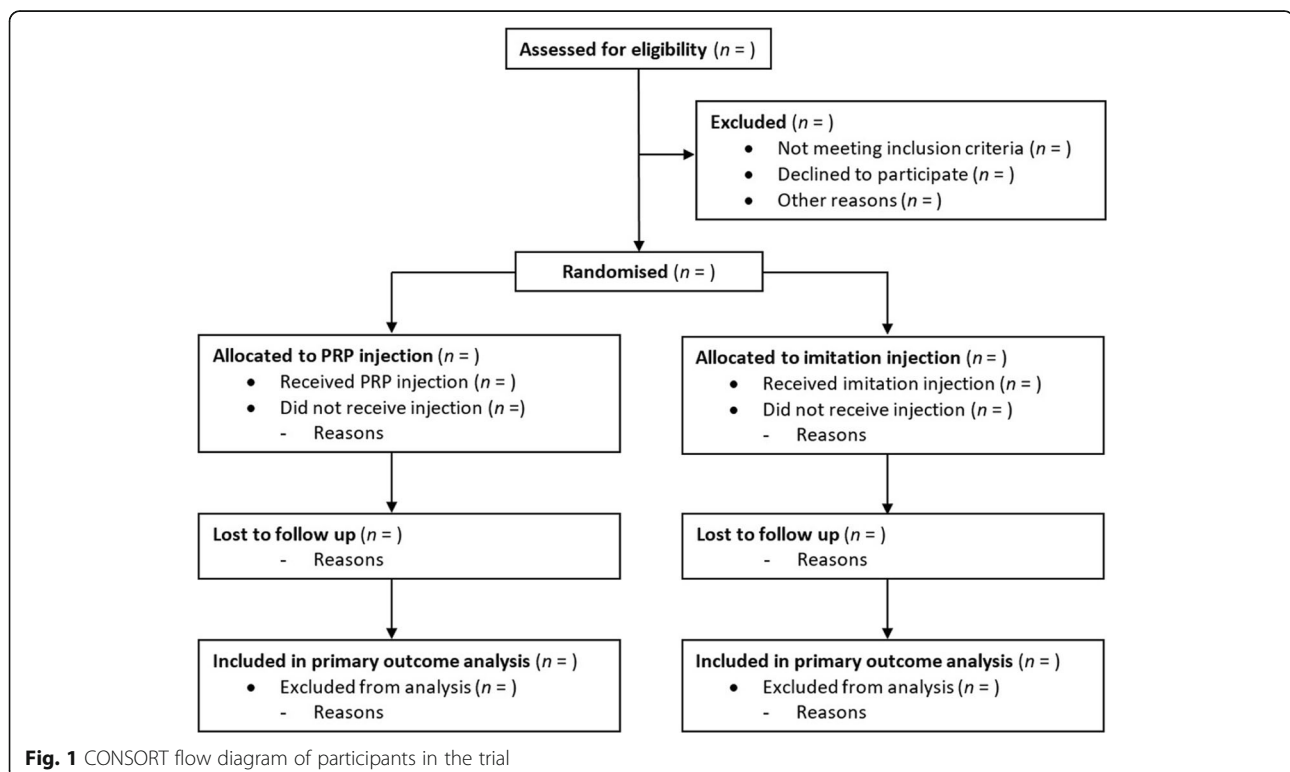 Assessed for eligibility (n = )
Excluded (n = )
• Not meeting inclusion criteria (n = )
• Declined to participate (n = )
• Other reasons (n = )
Randomised (n = )
Allocated to PRP injection (n = )
• Received PRP injection (n = )
• Did not receive injection (n =)
- Reasons
Allocated to imitation injection (n = )
• Received imitation injection (n = )
• Did not receive injection (n = )
- Reasons
Lost to follow up (n = )
- Reasons
Lost to follow up (n = )
- Reasons
Included in primary outcome analysis (n = )
• Excluded from analysis (n = )
- Reasons
Included in primary outcome analysis (n = )
• Excluded from analysis (n = )
- Reasons
Fig. 1 CONSORT flow diagram of participants in the trial